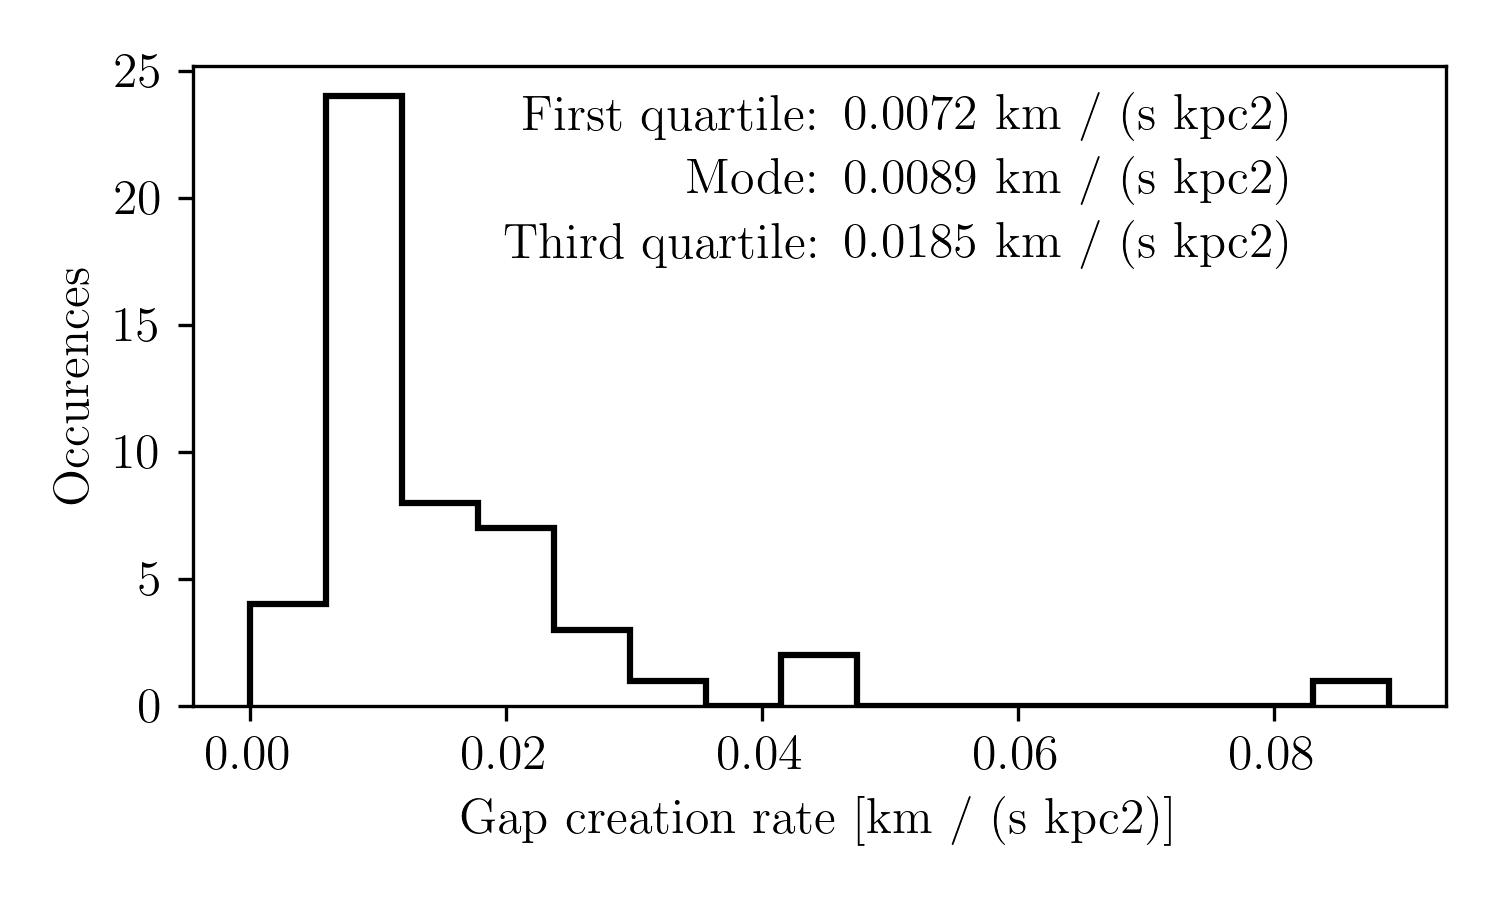 25
20
15
10
5
0
Occurences
First quartile: 0.0072 km / (s kpc2)
Mode: 0.0089 km / (s kpc2)
Third quartile: 0.0185 km / (s kpc2)
0.00 0.02 0.04 0.06 0.08
Gap creation rate [km / (s kpc2)]